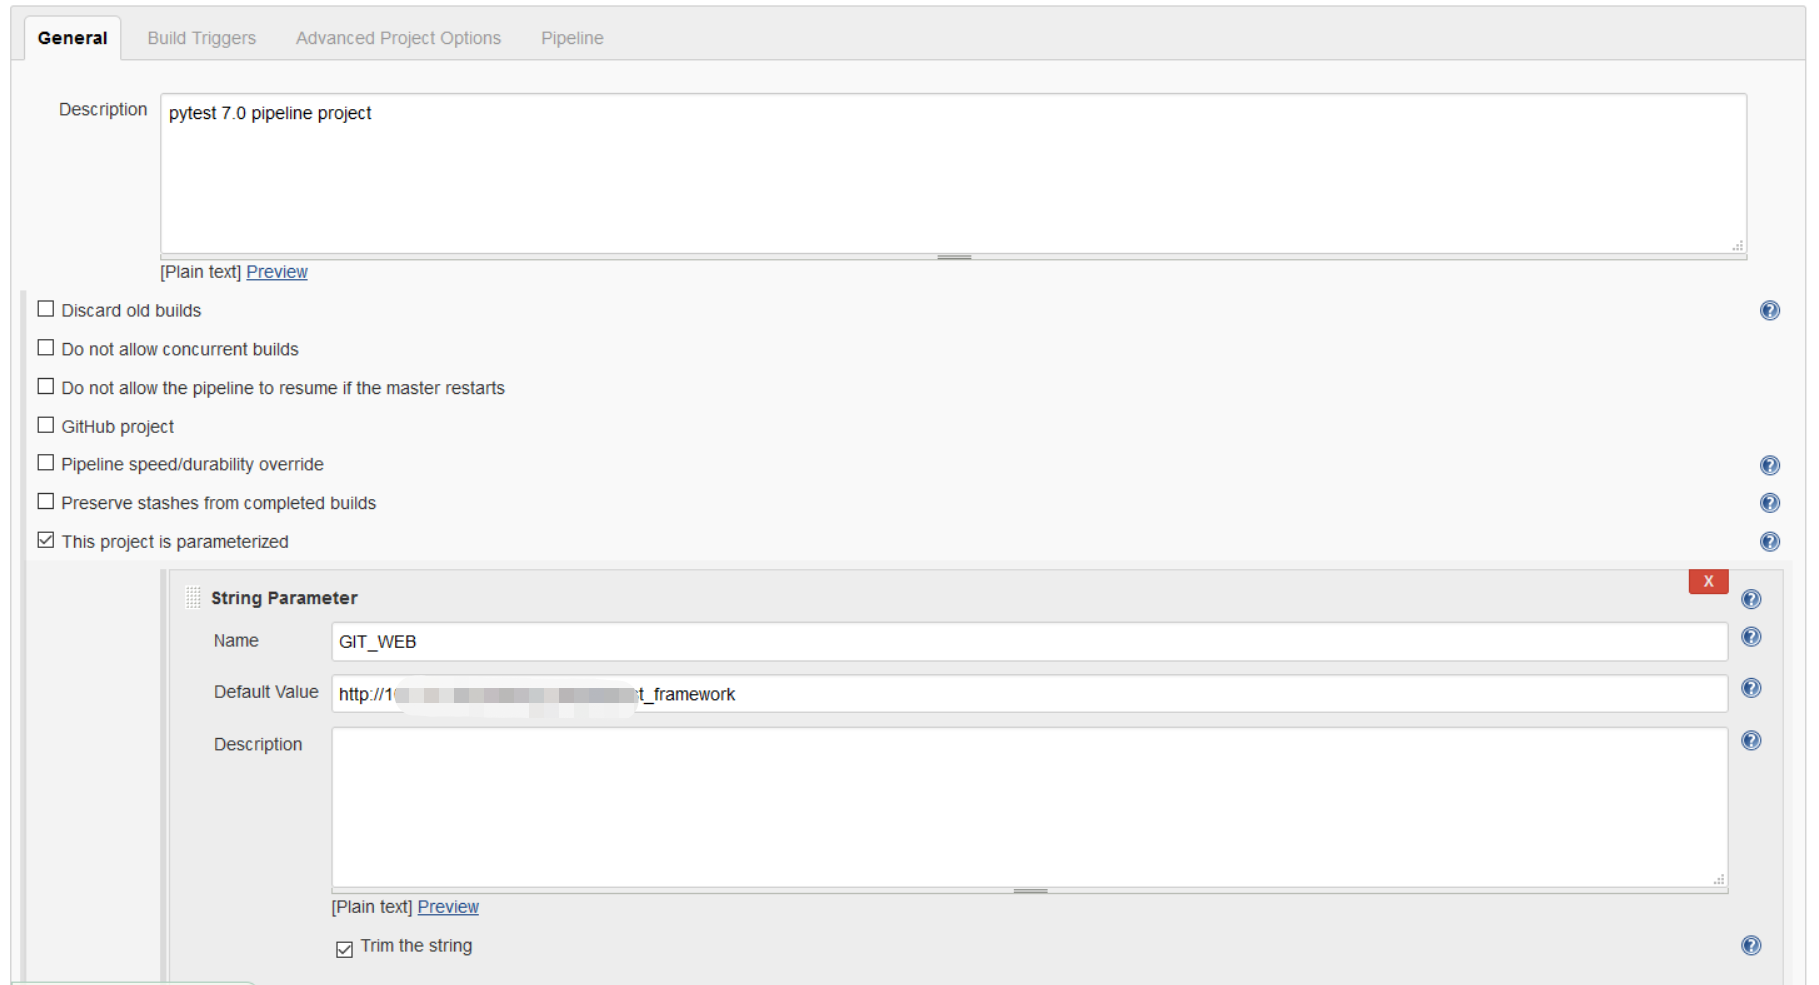 General Build Triggers Advanced Project Options Pipeline
Description pytest 7.0 pipeline project
[Plain text] Preview
Discard old builds
Do not allow concurrent builds
Do not allow the pipeline to resume if the master restarts
GitHub project
Pipeline speed/durability override
Preserve stashes from completed builds
This project is parameterized
X
String Parameter
Name GIT_WEB
Default Value http://1 t_framework
Description
[Plain text] Preview
Trim the string